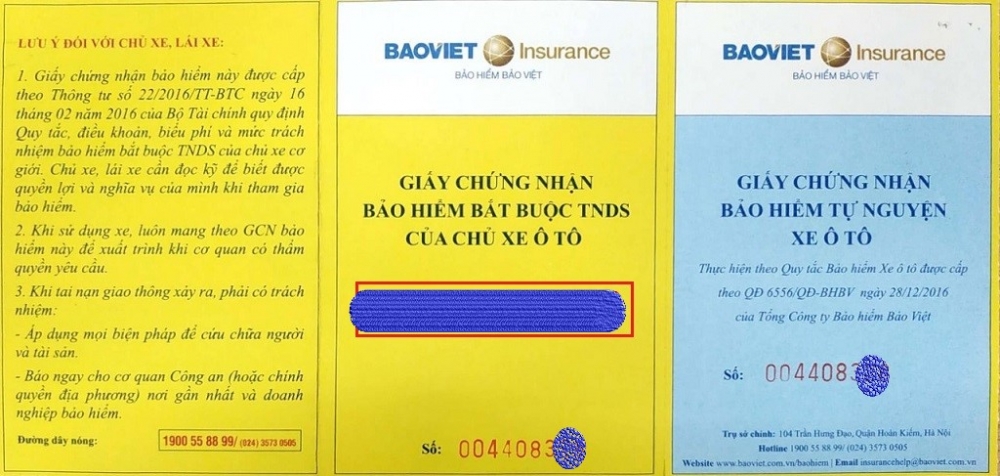 LƯU Ý ĐỐI VỚI CHỦ XE, LÁI XE:
1. Giấy chứng nhận bảo hiểm này được cấp
theo Thông tư số 22/2016/TT-BTC ngày 16
tháng 02 năm 2016 của Bộ Tài chính quy định
Quy tắc, điều khoản, biểu phí và mức trách
nhiệm bảo hiểm bắt buộc TNDS của chủ xe cơ
giới. Chủ xe, lái xe cần đọc kỹ để biết được
quyền lợi và nghĩa vụ của mình khi tham gia
bảo hiểm.
2. Khi sử dụng xe, luôn mang theo GCN bảo
hiểm này để xuất trình khi cơ quan có thẩm
quyền yêu cầu.
3. Khi tai nạn giao thông xảy ra, phải có trách
nhiệm:
- Áp dụng mọi biện pháp để cứu chữa người
và tài sản.
- Báo ngay cho cơ quan Công an (hoặc chính
quyền địa phương) nơi gần nhất và doanh
nghiệp bảo hiểm.
Đường dây nóng: 1900 55 88 99/ (024) 3573 0505
BAOVIET Insurance
BẢO HIỂM BẢO VIỆT
GIẤY CHỨNG NHẬN
BẢO HIỂM BẮT BUỘC TNDS
CỦA CHỦ XE Ô TÔ
Số: 0044083
BAOVIET Insurance
BẢO HIỂM BẢO VIỆT
GIẤY CHỨNG NHẬN
BẢO HIỂM TỰ NGUYỆN
XE Ô TÔ
Thực hiện theo Quy tắc Bảo hiểm Xe ô tô được cấp
theo QĐ 6556/QĐ-BHBV ngày 28/12/2016
của Tổng Công ty Bảo hiểm Bảo Việt
Số: 0044083
Trụ sở chính: 104 Trần Hưng Đạo, Quận Hoàn Kiếm, Hà Nội
Hotline 1900 55 88 99/ (024) 3573 0505
Website www.baoviet.com.vn/baohiem | Email insurancehelp@baoviet.com.vn